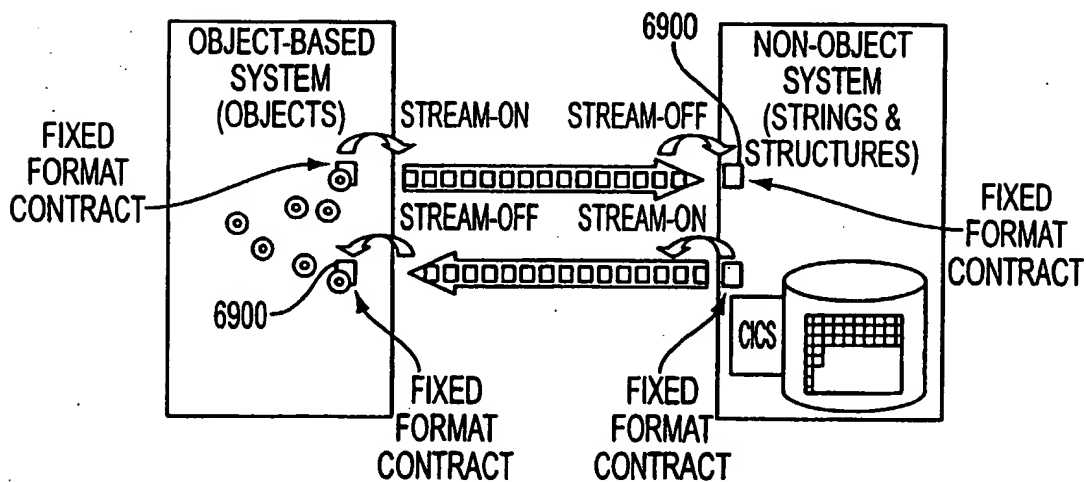 OBJECT-BASED
SYSTEM
(OBJECTS)
6900
NON-OBJECT
SYSTEM
(STRINGS &
STRUCTURES)
FIXED
FORMAT
CONTRACT
STREAM-ON
STREAM-OFF
STREAM-OFF
STREAM-ON
FIXED
FORMAT
CONTRACT
6900
CICS
FIXED
FORMAT
CONTRACT
FIXED
FORMAT
CONTRACT